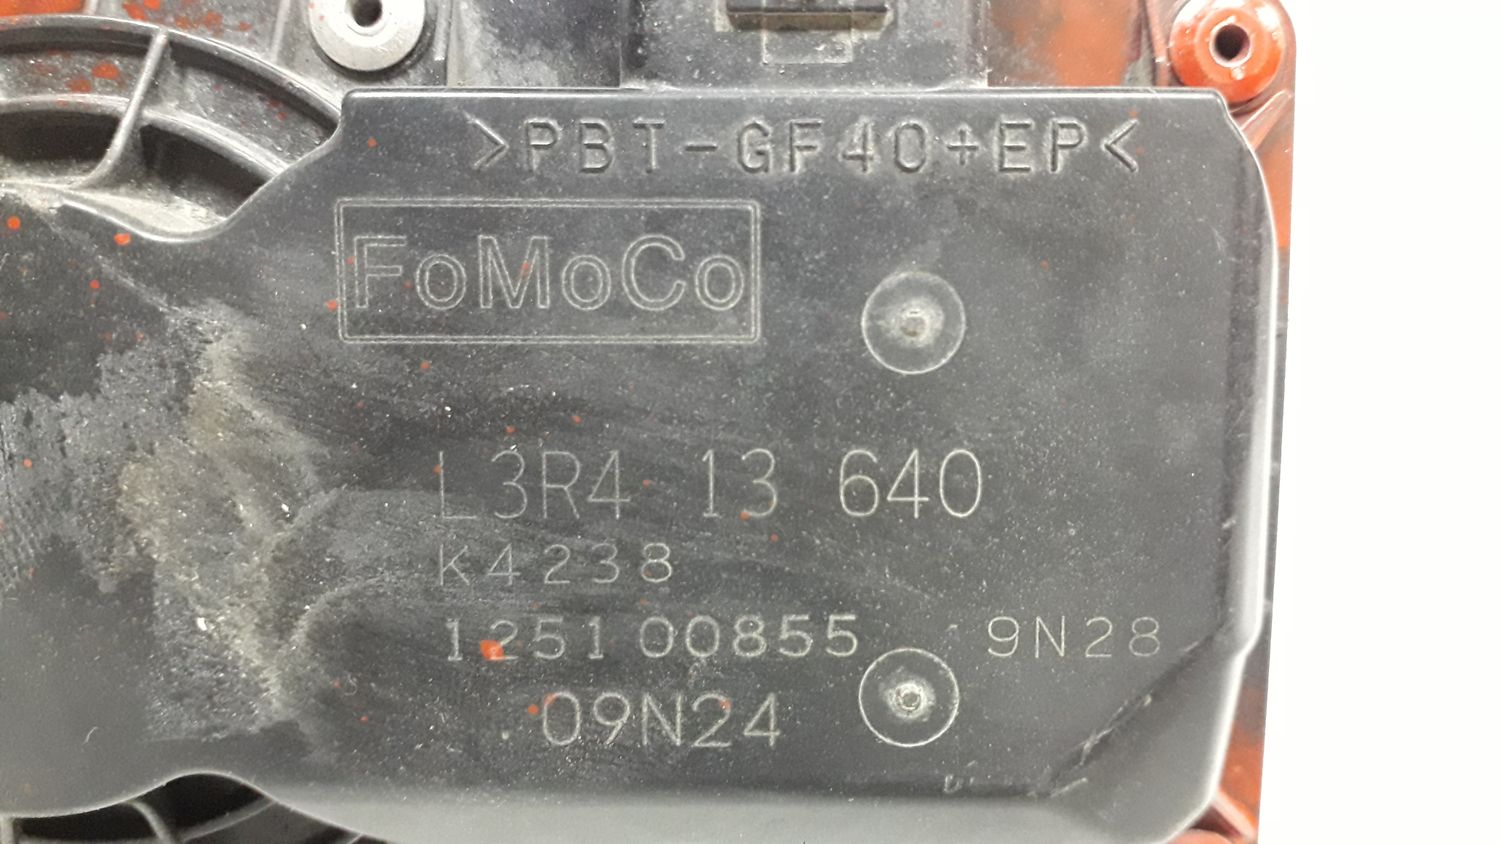 >PBT-GF40+EP<
FoMoCo
L3R4 13 640
K4238
125100855 9N28
09N24